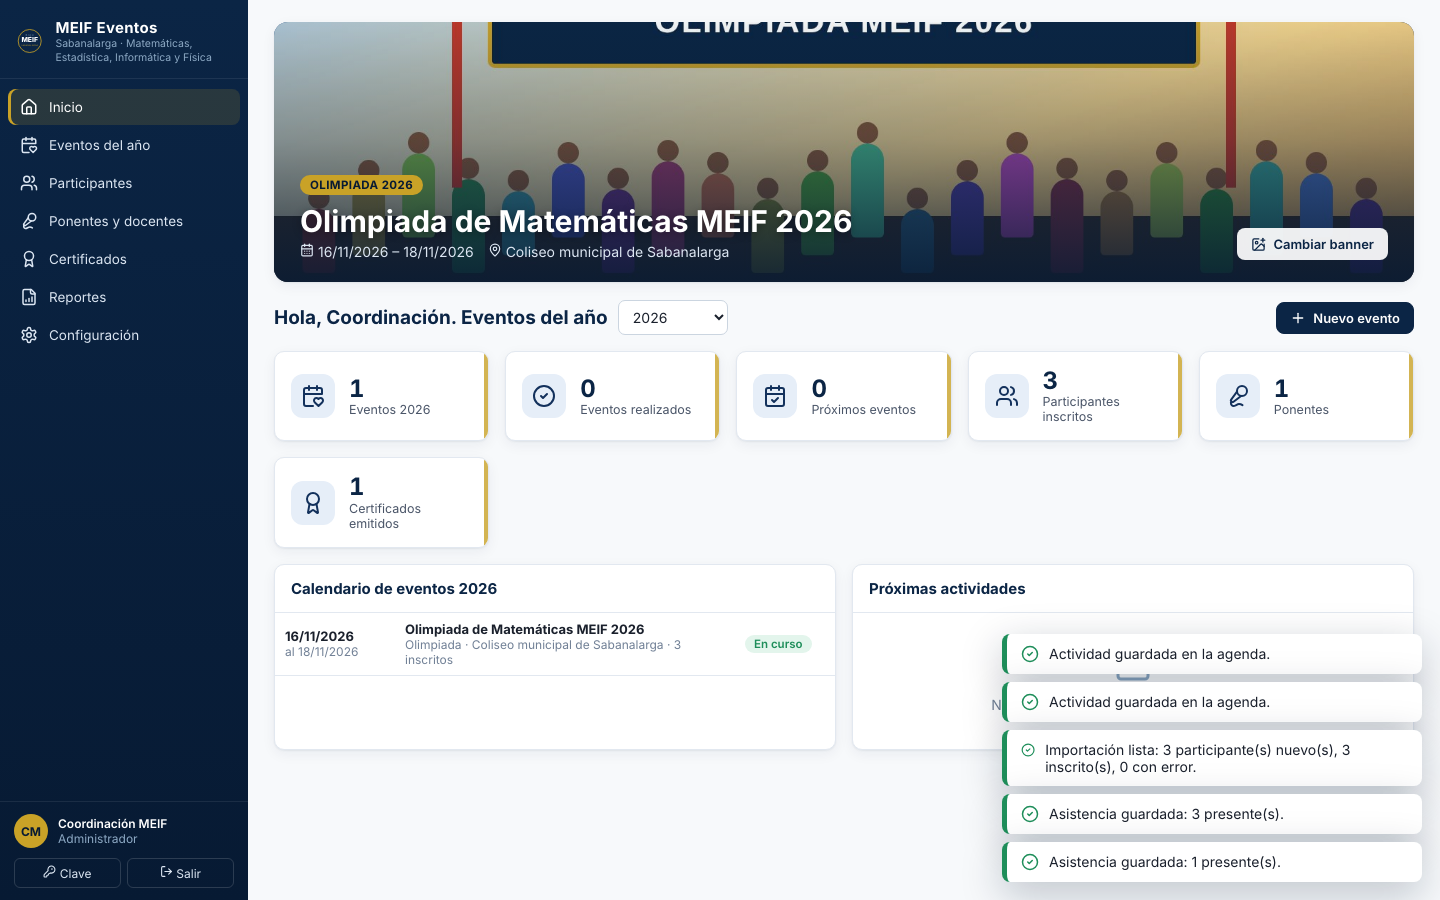 MEIF
MEIF Eventos
Sabanalarga · Matemáticas,
Estadística, Informática y Física
Inicio
Eventos del año
Participantes
Ponentes y docentes
Certificados
Reportes
Configuración
CM
Coordinación MEIF
Administrador
Clave
Salir
OLIMPIADA MEIF 2026
OLIMPIADA 2026
Olimpiada de Matemáticas MEIF 2026
16/11/2026 – 18/11/2026 Coliseo municipal de Sabanalarga
Cambiar banner
Hola, Coordinación. Eventos del año 2026
Nuevo evento
1
Eventos 2026
0
Eventos realizados
0
Próximos eventos
3
Participantes
inscritos
1
Ponentes
1
Certificados
emitidos
Calendario de eventos 2026
16/11/2026
al 18/11/2026
Olimpiada de Matemáticas MEIF 2026
Olimpiada · Coliseo municipal de Sabanalarga · 3
inscritos
En curso
Próximas actividades
Actividad guardada en la agenda.
Actividad guardada en la agenda.
Importación lista: 3 participante(s) nuevo(s), 3
inscrito(s), 0 con error.
Asistencia guardada: 3 presente(s).
Asistencia guardada: 1 presente(s).